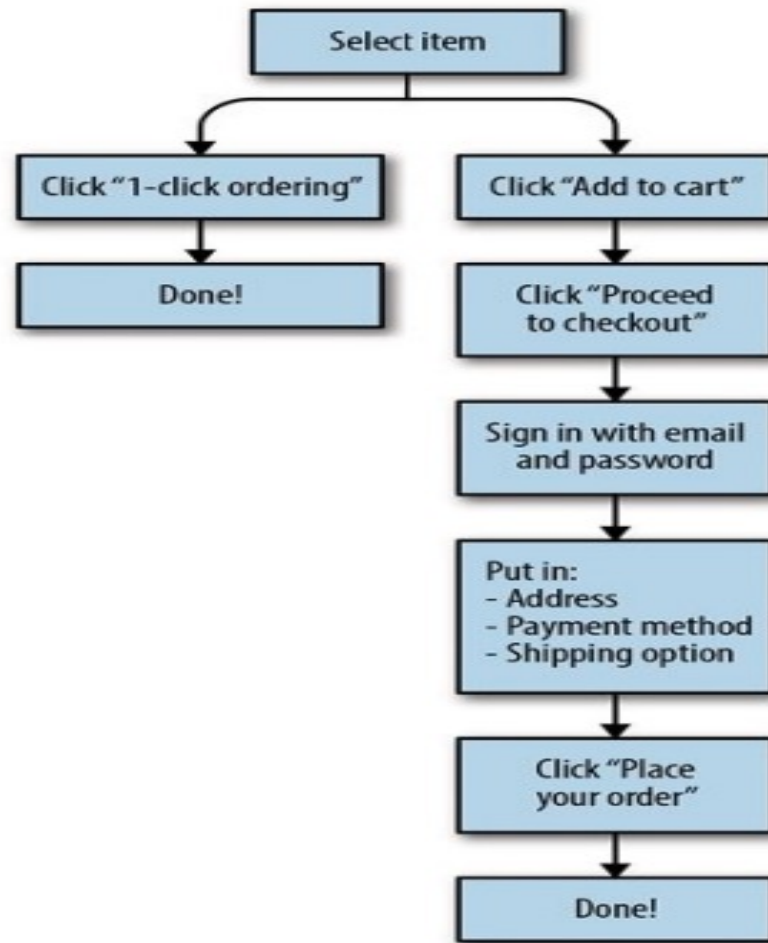 Select item
Click “1-click ordering”
Done!
Click “Add to cart”
Click “Proceed
to checkout”
Sign in with email
and password
Put in:
- Address
- Payment method
- Shipping option
Click “Place
your order”
Done!